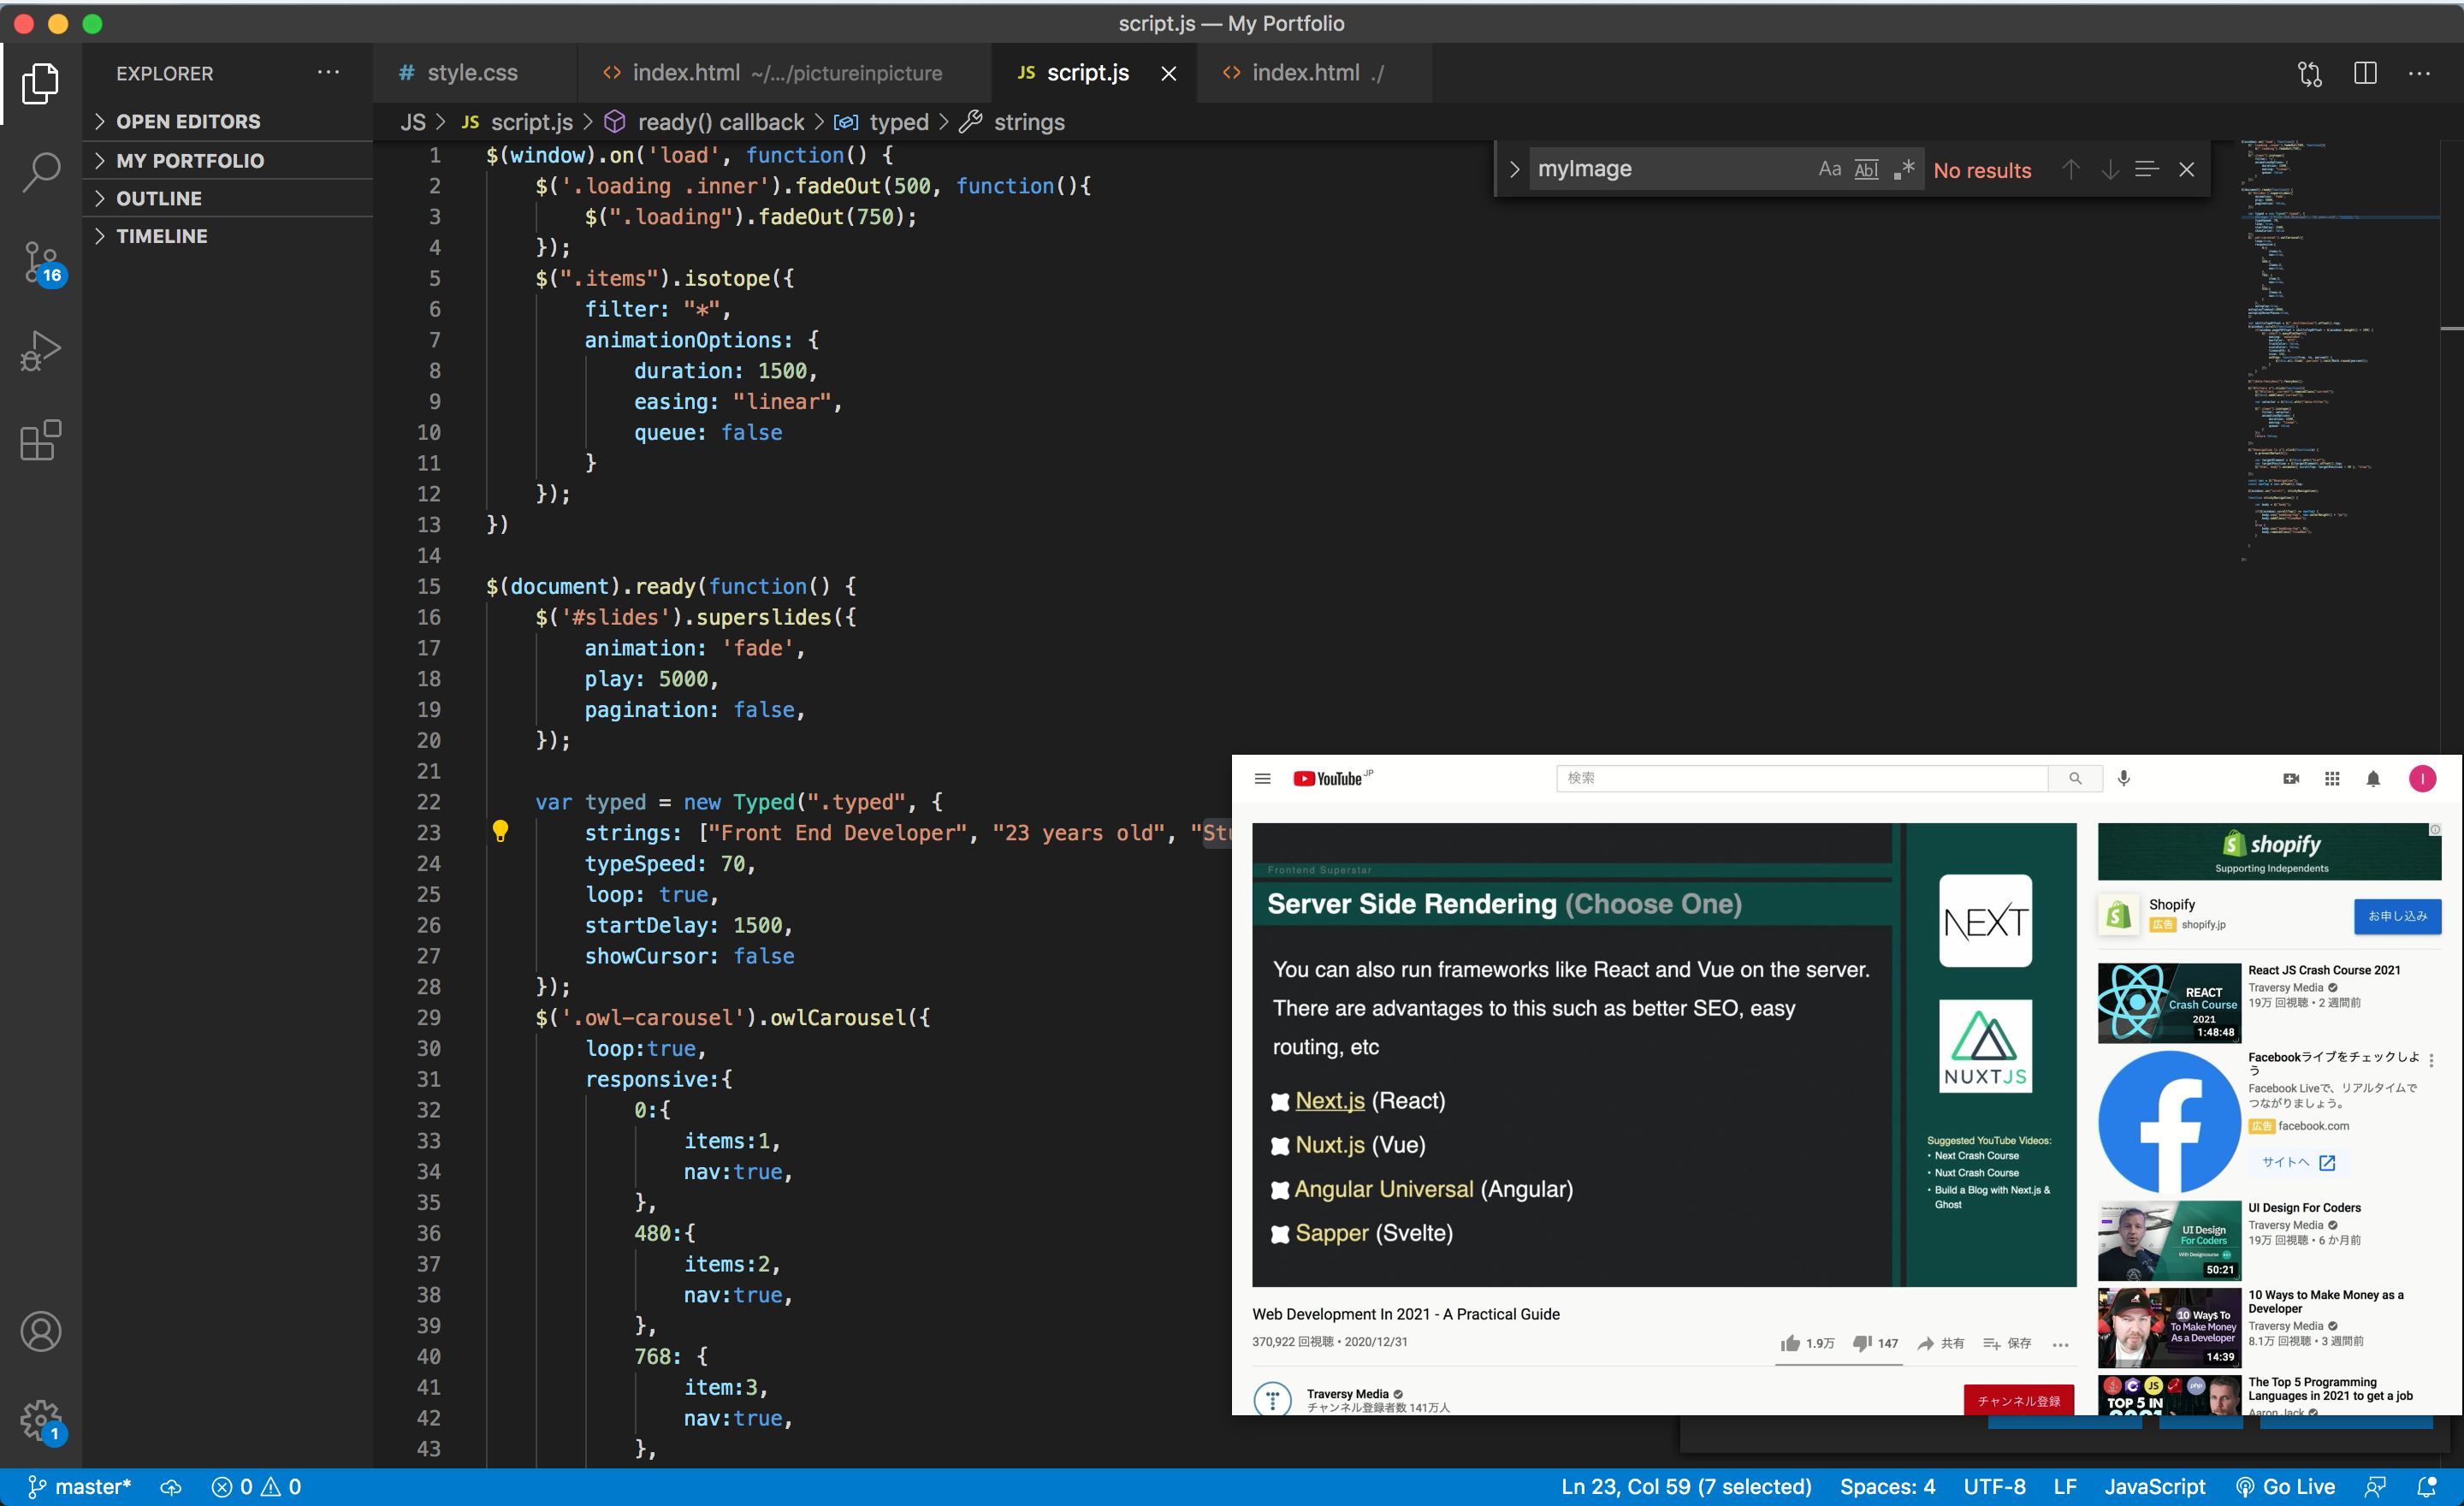 script.js — My Portfolio
EXPLORER
OPEN EDITORS
MY PORTFOLIO
OUTLINE
TIMELINE
16
1
# style.css
<> index.html ~/.../pictureinpicture
JS script.js
<> index.html ./
JS > JS script.js > ready() callback > typed > strings
myImage
Aa
Abl
.*
No results
1 $(window).on('load', function() {
2 $('.loading .inner').fadeOut(500, function(){
3 $(".loading").fadeOut(750);
4 });
5 $(".items").isotope({
6 filter: "*",
7 animationOptions: {
8 duration: 1500,
9 easing: "linear",
10 queue: false
11 }
12 });
13 })
14
15 $(document).ready(function() {
16 $('#slides').superslides({
17 animation: 'fade',
18 play: 5000,
19 pagination: false,
20 });
21
22 var typed = new Typed(".typed", {
23 strings: ["Front End Developer", "23 years old", "Stu
24 typeSpeed: 70,
25 loop: true,
26 startDelay: 1500,
27 showCursor: false
28 });
29 $('.owl-carousel').owlCarousel({
30 loop:true,
31 responsive:{
32 0:{
33 items:1,
34 nav:true,
35 },
36 480:{
37 items:2,
38 nav:true,
39 },
40 768: {
41 item:3,
42 nav:true,
43 },
YouTube JP
検索
I
Frontend Superstar
Server Side Rendering (Choose One)
You can also run frameworks like React and Vue on the server.
There are advantages to this such as better SEO, easy
routing, etc
Next.js (React)
Nuxt.js (Vue)
Angular Universal (Angular)
Sapper (Svelte)
NEXT
NUXTJS
Suggested YouTube Videos:
• Next Crash Course
• Nuxt Crash Course
• Build a Blog with Next.js &
Ghost
Web Development In 2021 - A Practical Guide
370,922 回視聴・2020/12/31
1.9万
147
共有
保存
Traversy Media
チャンネル登録者数 141万人
チャンネル登録
shopify
Supporting Independents
Shopify
広告 shopify.jp
お申し込み
REACT
Crash Course
2021
1:48:48
React JS Crash Course 2021
Traversy Media
19万 回視聴・2 週間前
Facebookライブをチェックしよ
う
Facebook Liveで、リアルタイムで
つながりましょう。
広告 facebook.com
サイトへ
UI Design
For Coders
50:21
UI Design For Coders
Traversy Media
19万 回視聴・6 か月前
10 Ways To
To Make Money
As a Developer
14:39
10 Ways to Make Money as a
Developer
Traversy Media
8.1万 回視聴・3 週間前
JS
php
TOP 5 IN
The Top 5 Programming
Languages in 2021 to get a job
Aaron Jack
master*
0
0
Ln 23, Col 59 (7 selected)
Spaces: 4
UTF-8
LF
JavaScript
Go Live